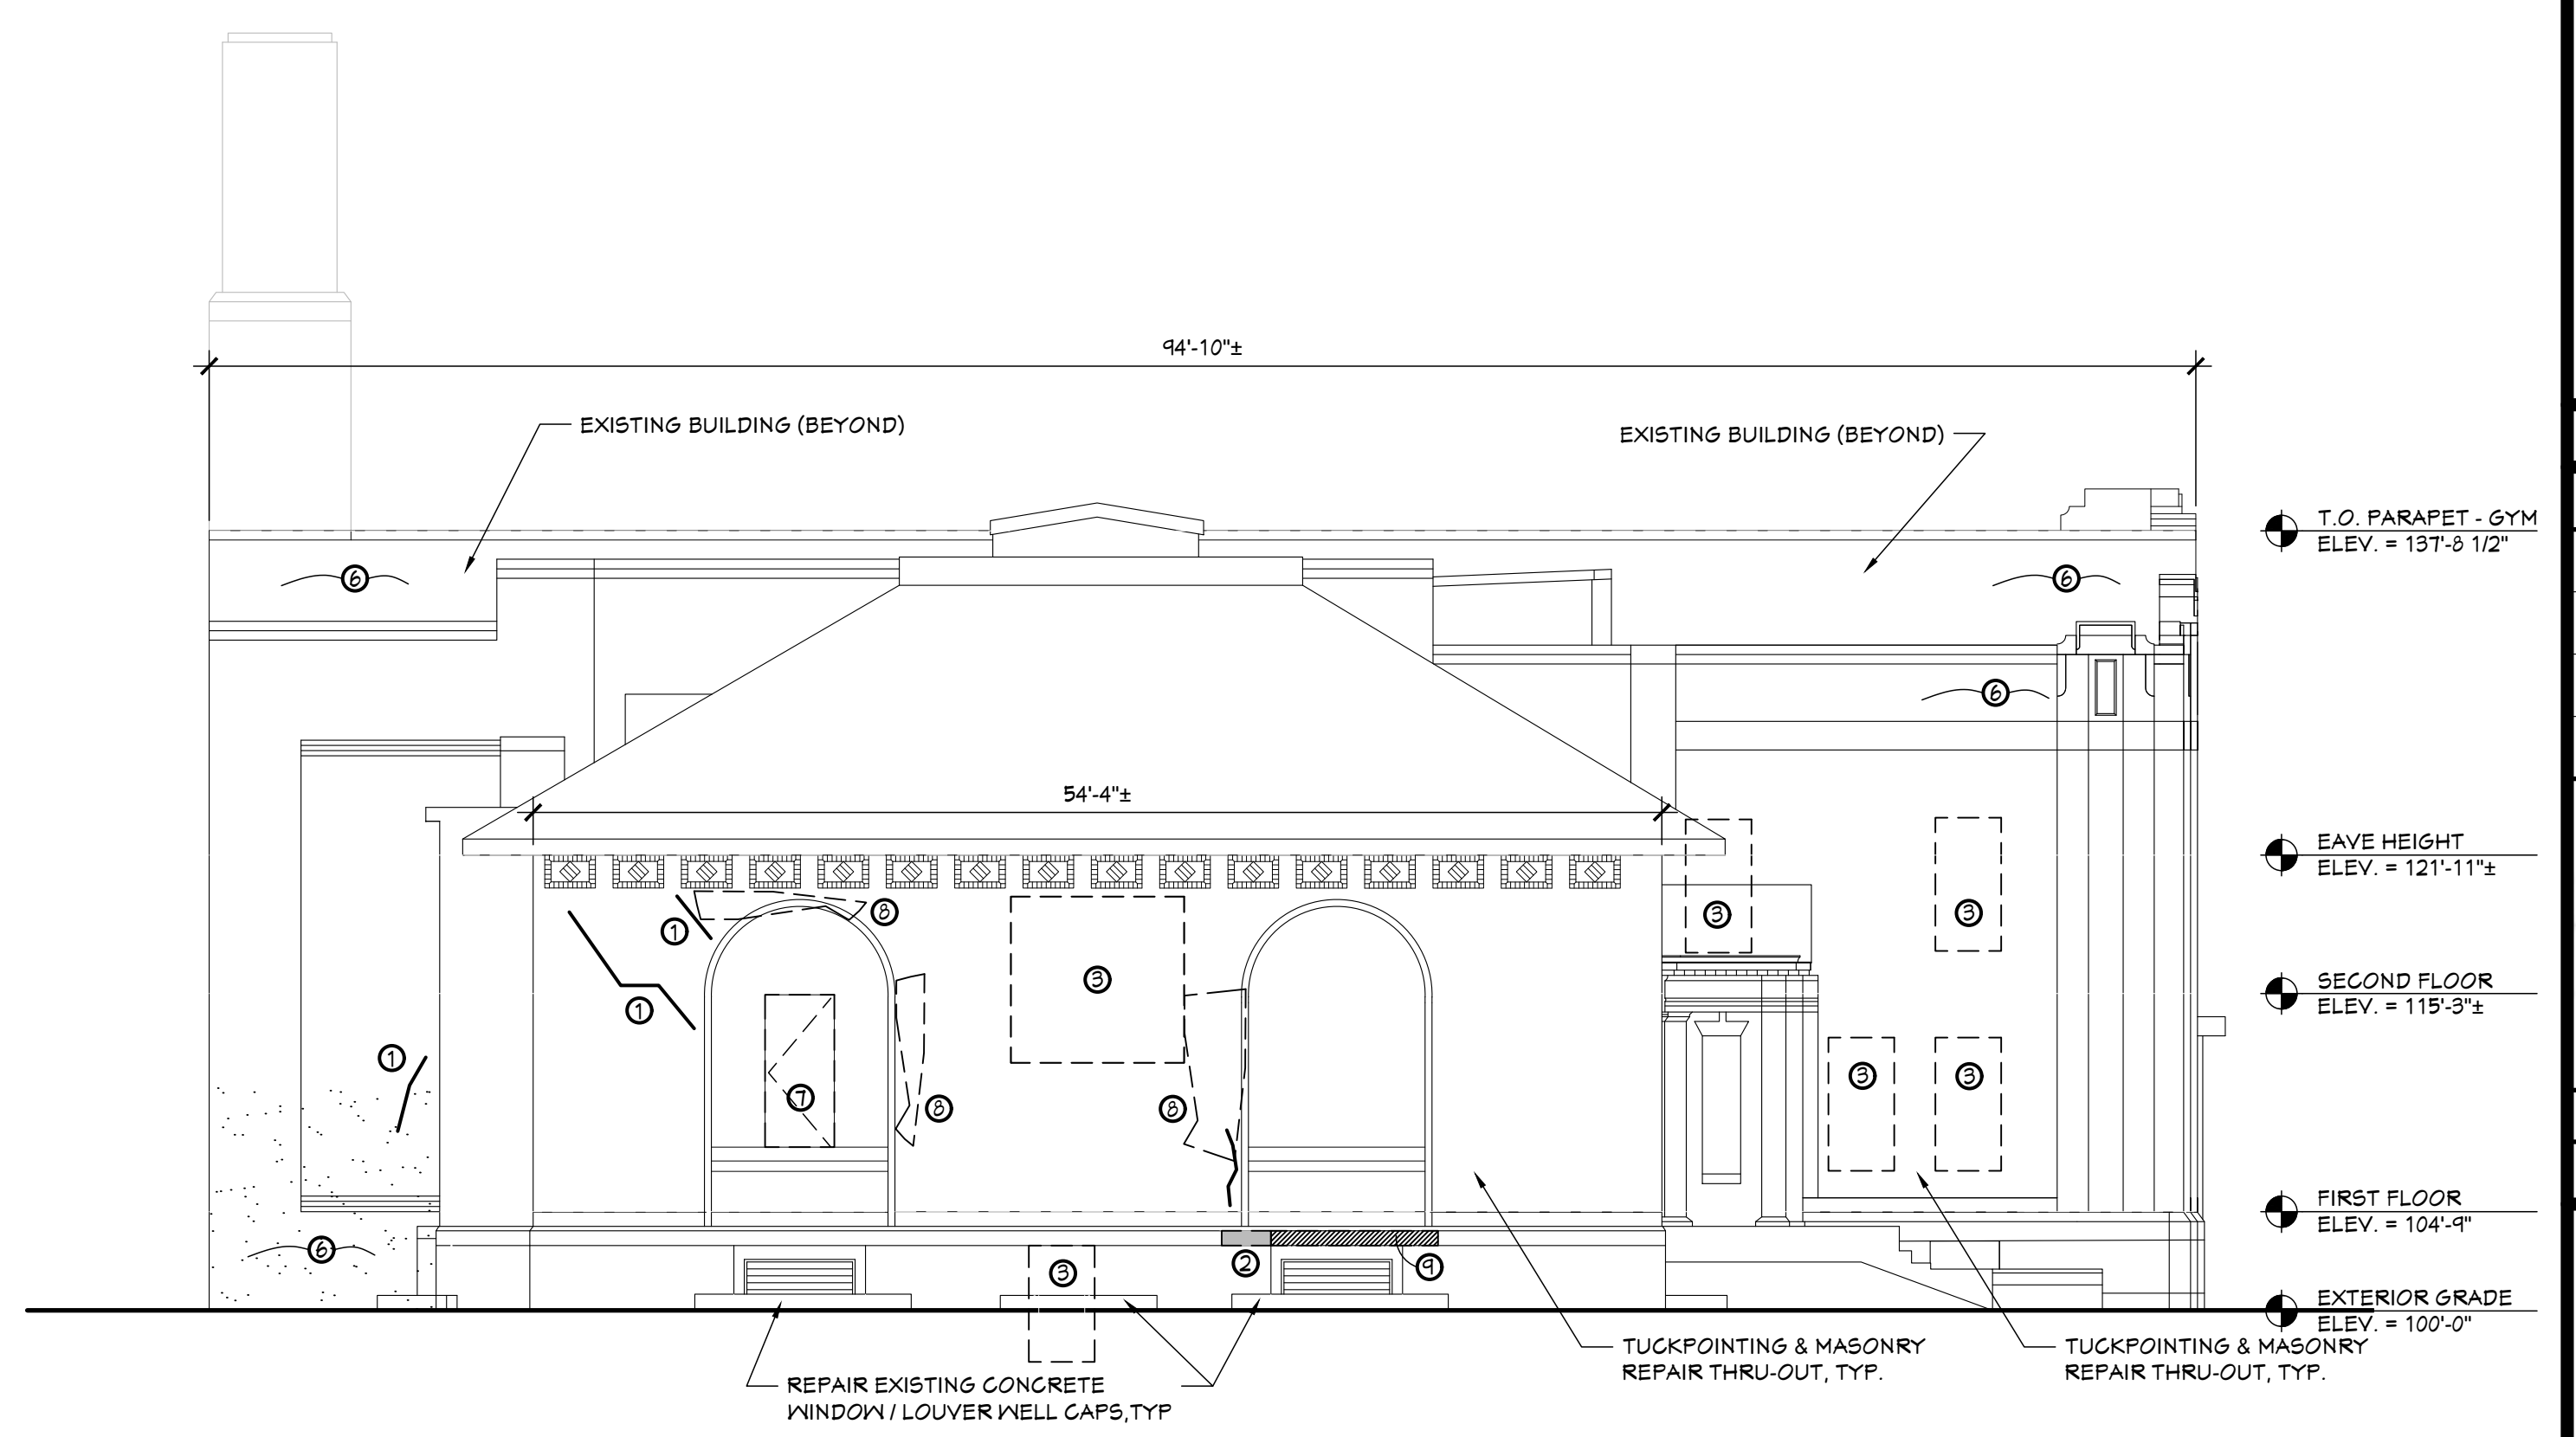 94'-10"±
EXISTING BUILDING (BEYOND)
EXISTING BUILDING (BEYOND)
T.O. PARAPET - GYM
ELEV. = 137'-8 1/2"
6
6
6
54'-4"±
EAVE HEIGHT
ELEV. = 121'-11"±
8
1
3
3
3
SECOND FLOOR
ELEV. = 115'-3"±
1
1
7
8
8
3
3
FIRST FLOOR
ELEV. = 104'-9"
6
2
3
9
EXTERIOR GRADE
ELEV. = 100'-0"
TUCKPOINTING & MASONRY
REPAIR THRU-OUT, TYP.
TUCKPOINTING & MASONRY
REPAIR THRU-OUT, TYP.
REPAIR EXISTING CONCRETE
WINDOW / LOUVER WELL CAPS,TYP